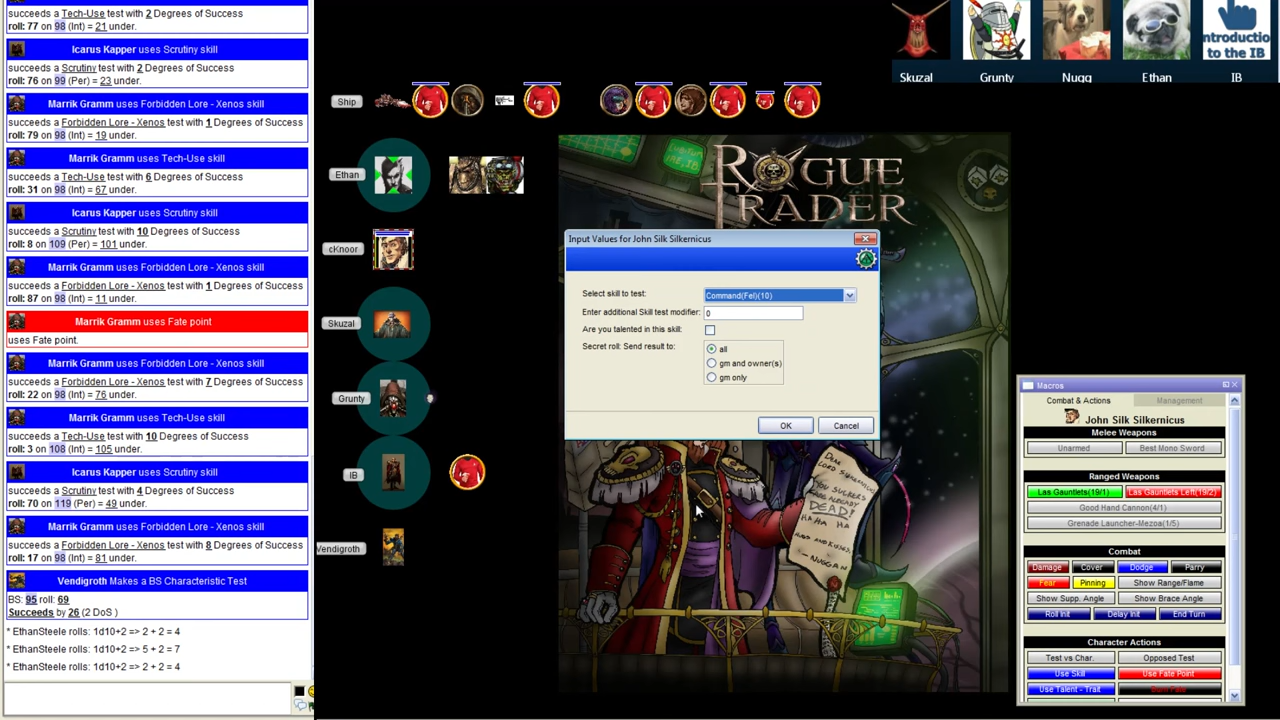 succeeds a Tech-Use test with 2 Degrees of Success
roll: 77 on 98 (Int) = 21 under.
Icarus Kapper uses Scrutiny skill
succeeds a Scrutiny test with 2 Degrees of Success
roll: 76 on 99 (Per) = 23 under.
Marrik Gramm uses Forbidden Lore - Xenos skill
succeeds a Forbidden Lore - Xenos test with 1 Degrees of Success
roll: 79 on 98 (Int) = 19 under.
Marrik Gramm uses Tech-Use skill
succeeds a Tech-Use test with 6 Degrees of Success
roll: 31 on 98 (Int) = 67 under.
Icarus Kapper uses Scrutiny skill
succeeds a Scrutiny test with 10 Degrees of Success
roll: 8 on 109 (Per) = 101 under.
Marrik Gramm uses Forbidden Lore - Xenos skill
succeeds a Forbidden Lore - Xenos test with 1 Degrees of Success
roll: 87 on 98 (Int) = 11 under.
Marrik Gramm uses Fate point
uses Fate point.
Marrik Gramm uses Forbidden Lore - Xenos skill
succeeds a Forbidden Lore - Xenos test with 7 Degrees of Success
roll: 22 on 98 (Int) = 76 under.
Marrik Gramm uses Tech-Use skill
succeeds a Tech-Use test with 10 Degrees of Success
roll: 3 on 108 (Int) = 105 under.
Icarus Kapper uses Scrutiny skill
succeeds a Scrutiny test with 4 Degrees of Success
roll: 70 on 119 (Per) = 49 under.
Marrik Gramm uses Forbidden Lore - Xenos skill
succeeds a Forbidden Lore - Xenos test with 8 Degrees of Success
roll: 17 on 98 (Int) = 81 under.
Vendigroth Makes a BS Characteristic Test
BS: 95 roll: 69
Succeeds by 26 (2 DoS )
* EthanSteele rolls: 1d10+2 => 2 + 2 = 4
* EthanSteele rolls: 1d10+2 => 5 + 2 = 7
* EthanSteele rolls: 1d10+2 => 2 + 2 = 4
ntroductio
to the IB
Skuzal
Grunty
Nugg
Ethan
IB
Ship
Ethan
cKnoor
Skuzal
Grunty
IB
Vendigroth
ROGUE
TRADER
Input Values for John Silk Silkernicus
Select skill to test:
Command(Fel)(10)
Enter additional Skill test modifier:
0
Are you talented in this skill:
Secret roll: Send result to:
all
gm and owner(s)
gm only
OK
Cancel
YOU SUCKERS
ARE ALREADY
DEAD!
HA HA HA
- NUGGAN
Macros
Combat & Actions
Management
John Silk Silkernicus
Melee Weapons
Unarmed
Best Mono Sword
Ranged Weapons
Las Gauntlets(19/1)
Las Gauntlets Left(19/2)
Good Hand Cannon(4/1)
Grenade Launcher-Mezoa(1/5)
Combat
Damage
Cover
Dodge
Parry
Fear
Pinning
Show Range/Flame
Show Supp. Angle
Show Brace Angle
Roll Init
Delay Init
End Turn
Character Actions
Test vs Char.
Opposed Test
Use Skill
Use Fate Point
Use Talent - Trait
Burn Fate